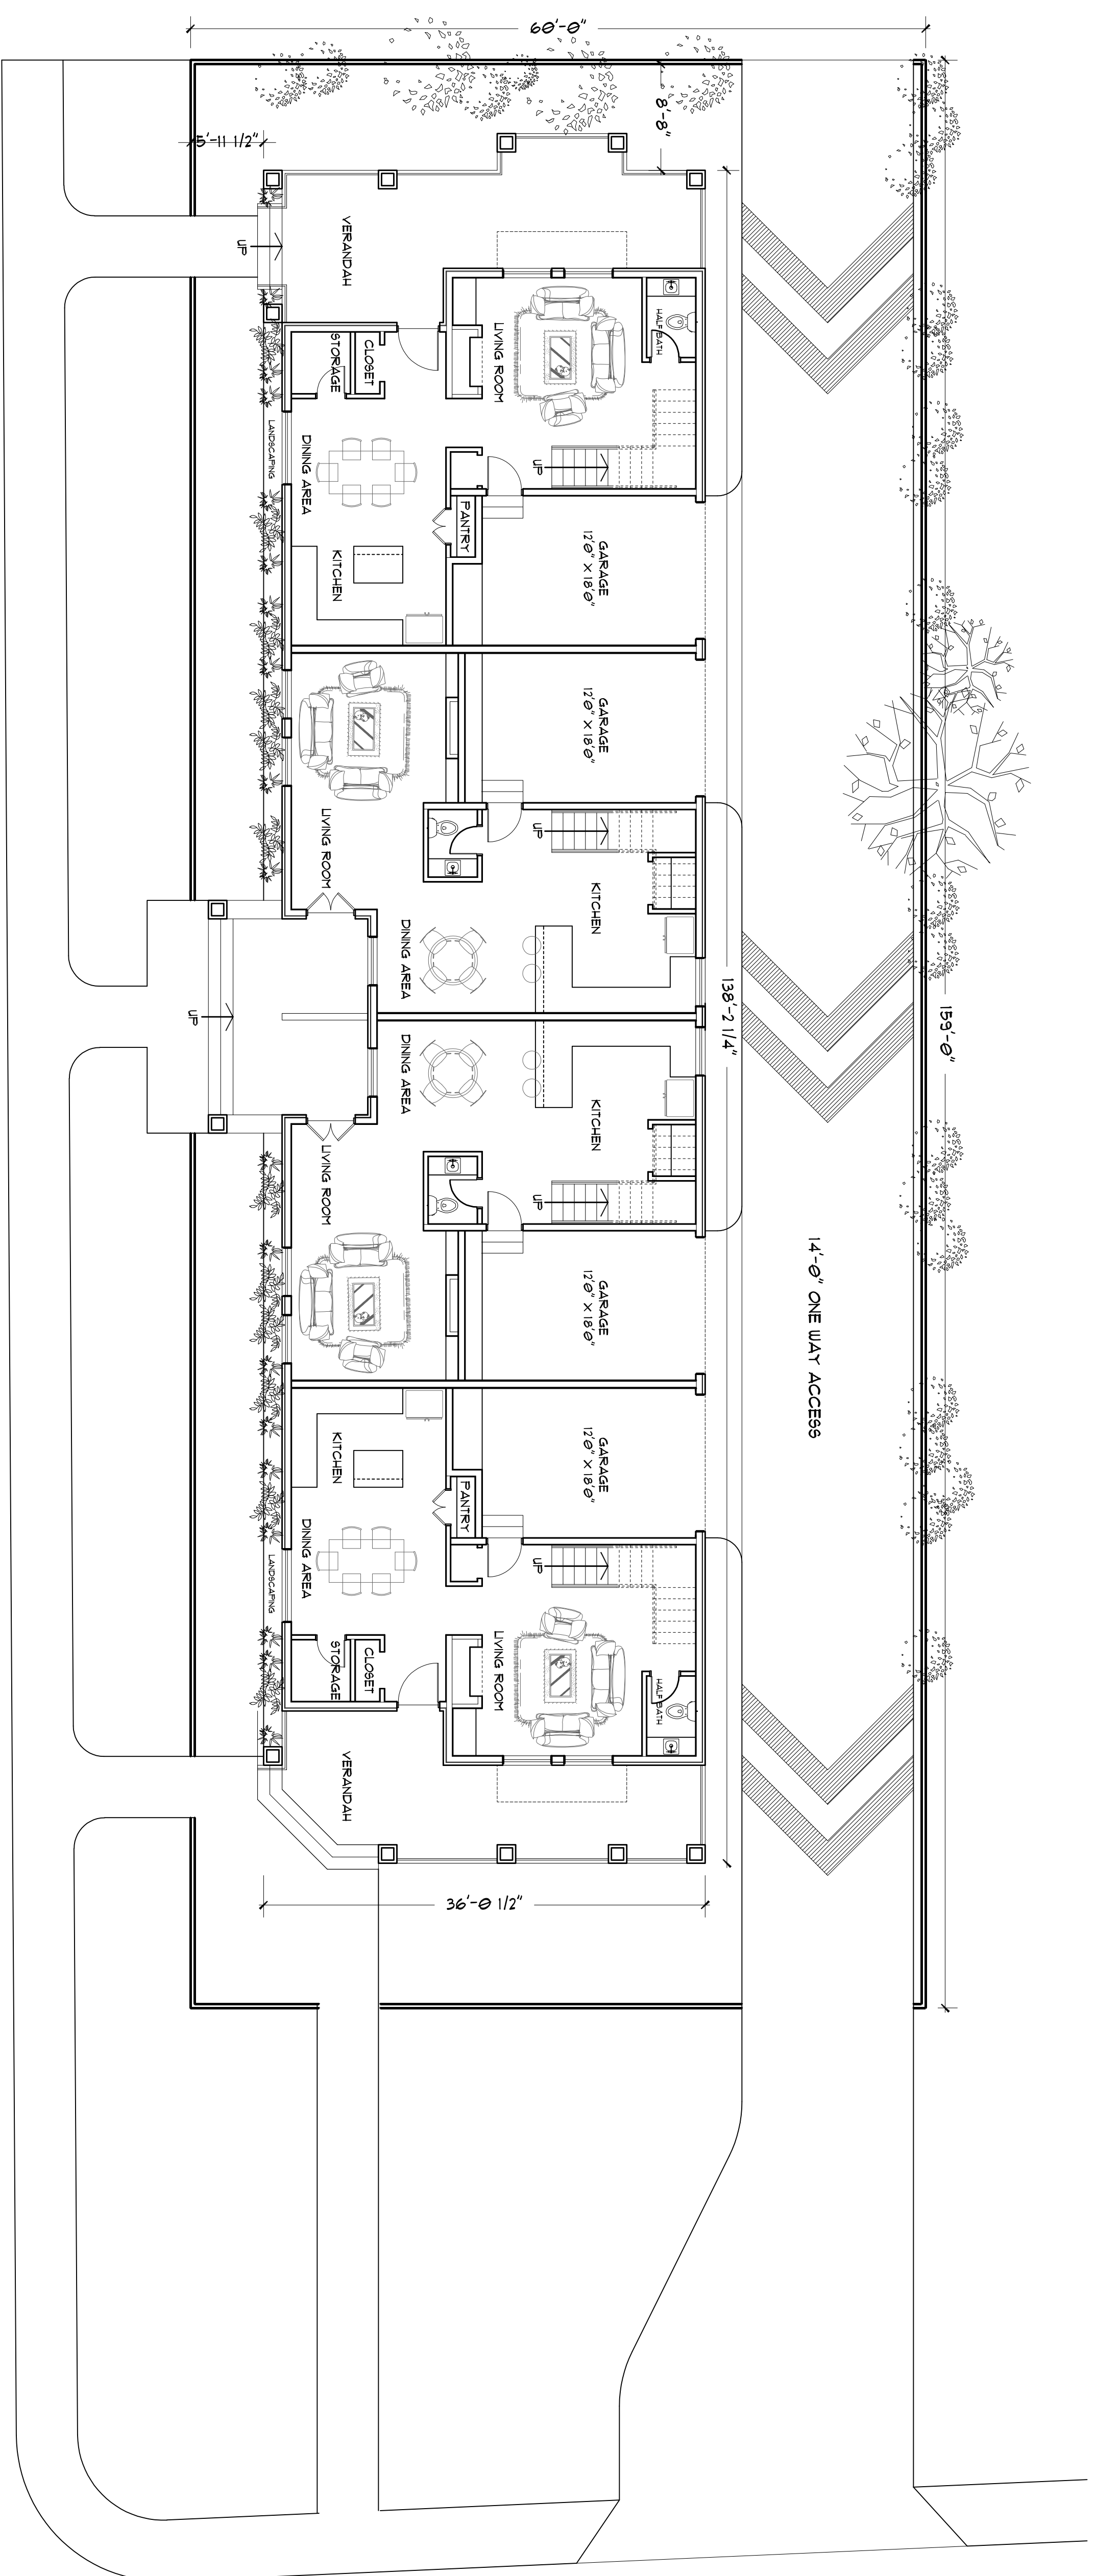 60'-0"
8'-8"
5'-11 1/2"
VERANDAH
UP
HALF BATH
LIVING ROOM
CLOSET
STORAGE
LANDSCAPING
DINING AREA
UP
PANTRY
KITCHEN
GARAGE
12'0" X 18'0"
GARAGE
12'0" X 18'0"
LIVING ROOM
UP
KITCHEN
DINING AREA
138'-2 1/4"
159'-0"
UP
DINING AREA
KITCHEN
LIVING ROOM
UP
14'-0" ONE WAY ACCESS
GARAGE
12'0" X 18'0"
GARAGE
12'0" X 18'0"
KITCHEN
PANTRY
DINING AREA
UP
LANDSCAPING
LIVING ROOM
CLOSET
STORAGE
HALF BATH
VERANDAH
36'-0 1/2"